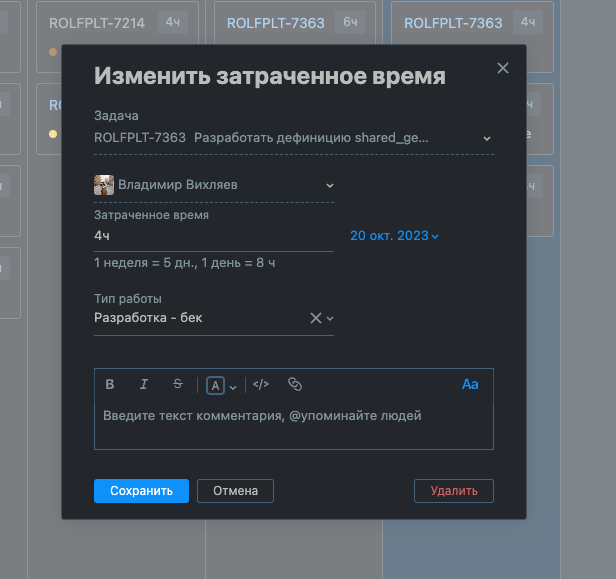 ROLFPLT-7214 4ч ROLFPLT-7363 6ч ROLFPLT-7363 4ч
Изменить затраченное время
Задача
ROLFPLT-7363 Разработать дефиницию shared_ge...
Владимир Вихляев
Затраченное время
4ч
20 окт. 2023
1 неделя = 5 дн., 1 день = 8 ч
Тип работы
Разработка - бек
B I S A </> Aa
Введите текст комментария, @упоминайте людей
Сохранить Отмена Удалить